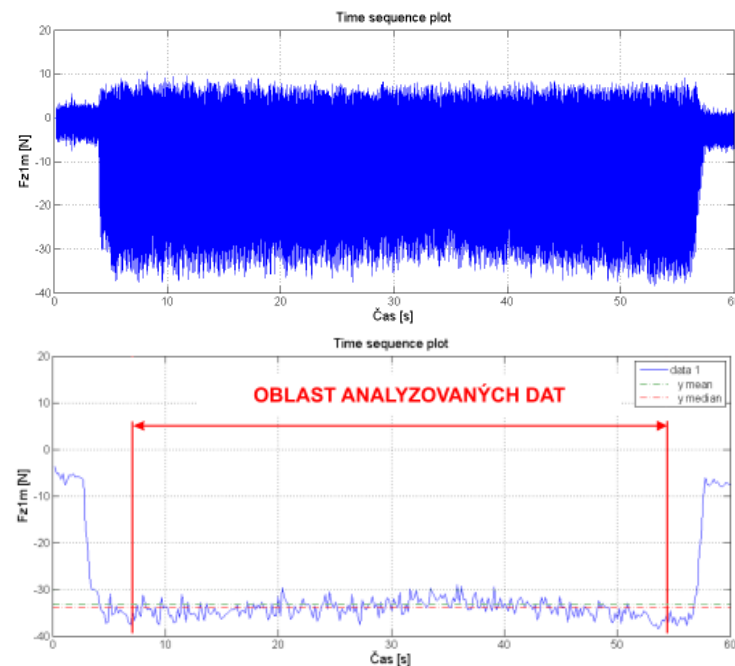 Time sequence plot
20
10
0
-10
-20
-30
-40
Fz1m [N]
0 10 20 30 40 50 60
Čas [s]
Time sequence plot
20
10
0
-10
-20
-30
-40
Fz1m [N]
data 1
y mean
y median
OBLAST ANALYZOVANÝCH DAT
0 10 20 30 40 50 60
Čas [s]